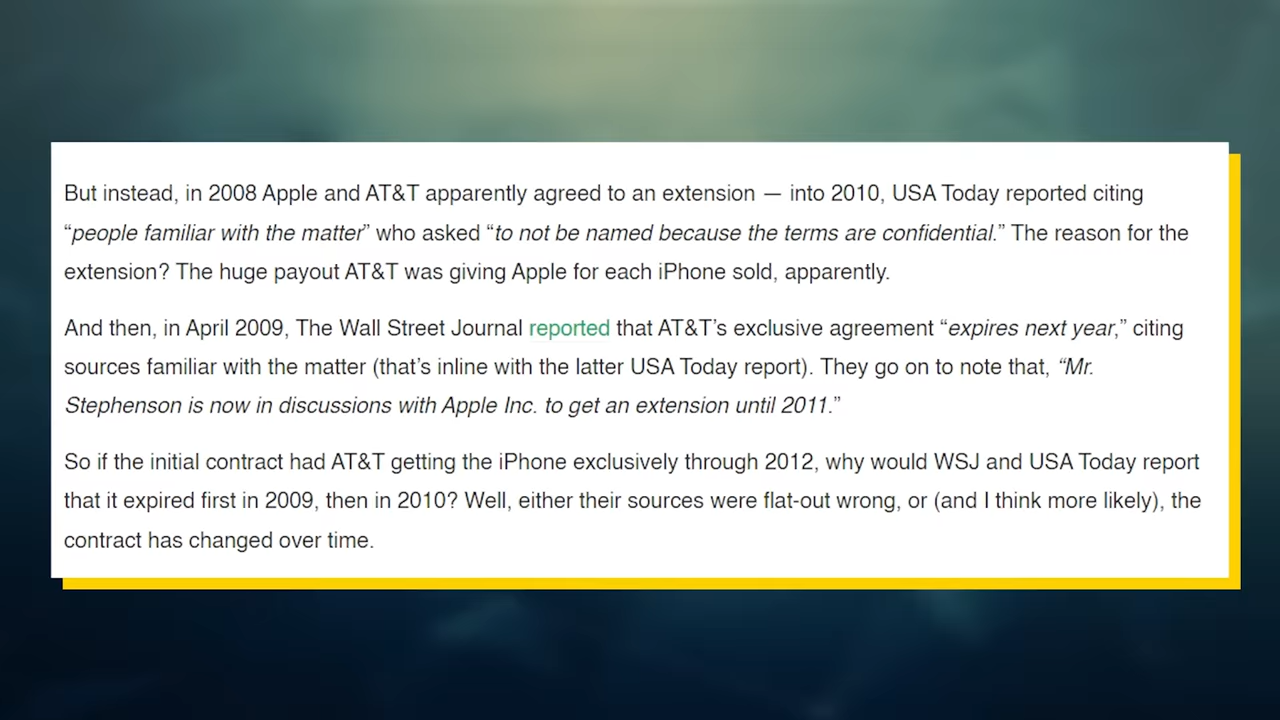 But instead, in 2008 Apple and AT&T apparently agreed to an extension — into 2010, USA Today reported citing
“people familiar with the matter” who asked “to not be named because the terms are confidential.” The reason for the
extension? The huge payout AT&T was giving Apple for each iPhone sold, apparently.
And then, in April 2009, The Wall Street Journal reported that AT&T’s exclusive agreement “expires next year,” citing
sources familiar with the matter (that’s inline with the latter USA Today report). They go on to note that, “Mr.
Stephenson is now in discussions with Apple Inc. to get an extension until 2011.”
So if the initial contract had AT&T getting the iPhone exclusively through 2012, why would WSJ and USA Today report
that it expired first in 2009, then in 2010? Well, either their sources were flat-out wrong, or (and I think more likely), the
contract has changed over time.